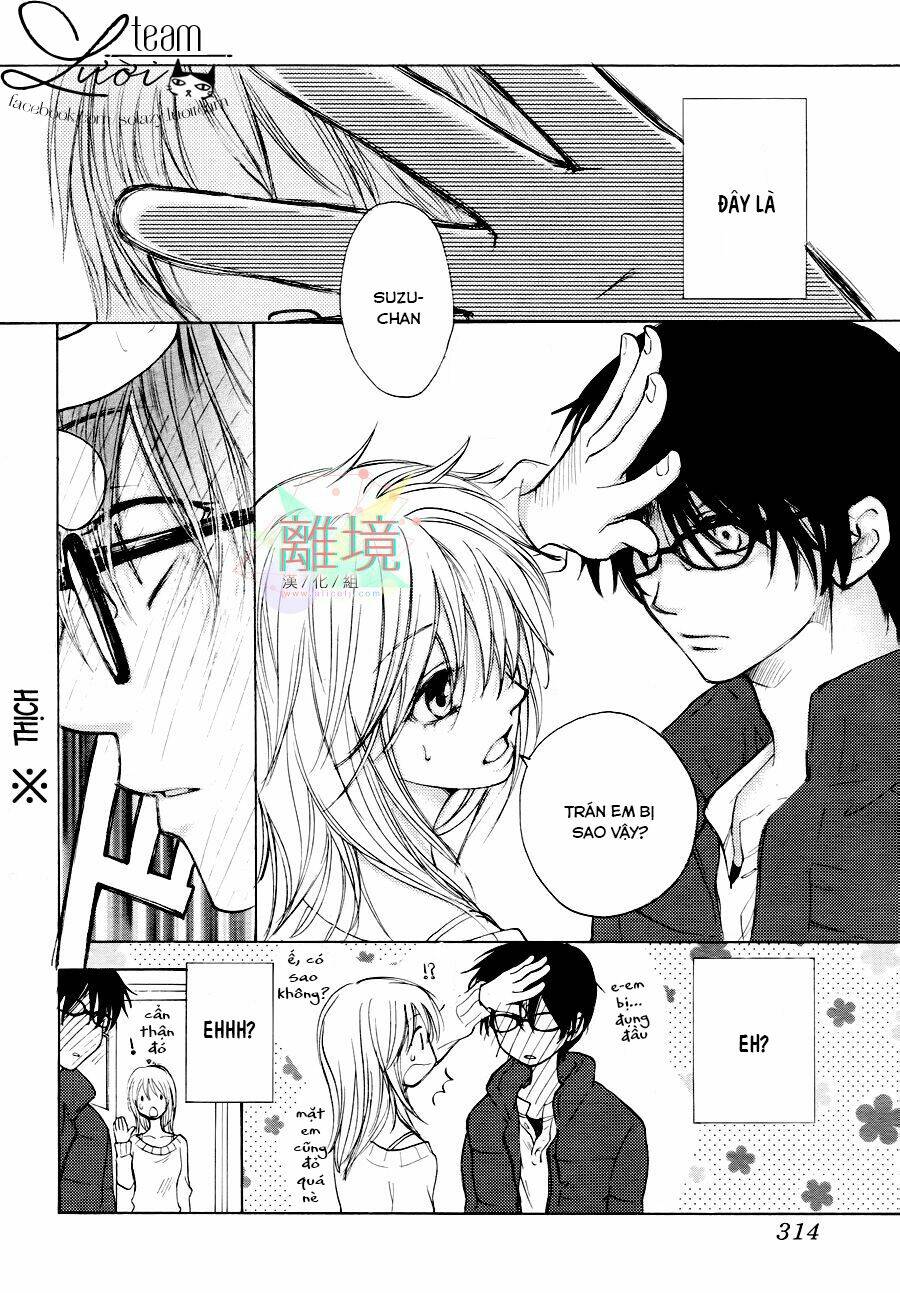 team
Lười
facebook.com/solazy.luoiteam
ĐÂY LÀ
SUZU-
CHAN
離境
漢/化/組
TRÁN EM BỊ
SAO VẬY?
※ THỊCH
EH?
e-em
bị...
đụng
đầu
!?
ể, có
sao
không?
mặt
em
cũng
đỏ
quá
nè
EHHH?
cẩn
thận
đó
!
314